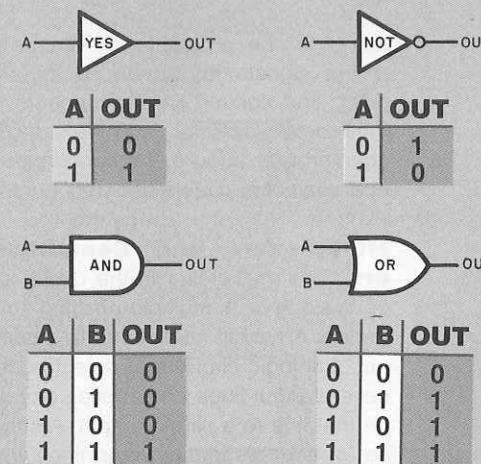 A YES OUT
A OUT
0 0
1 1
A NOT OU
A OUT
0 1
1 0
A
B AND OUT
A B OUT
0 0 0
0 1 0
1 0 0
1 1 1
A
B OR OU
A B OUT
0 0 0
0 1 1
1 0 1
1 1 1